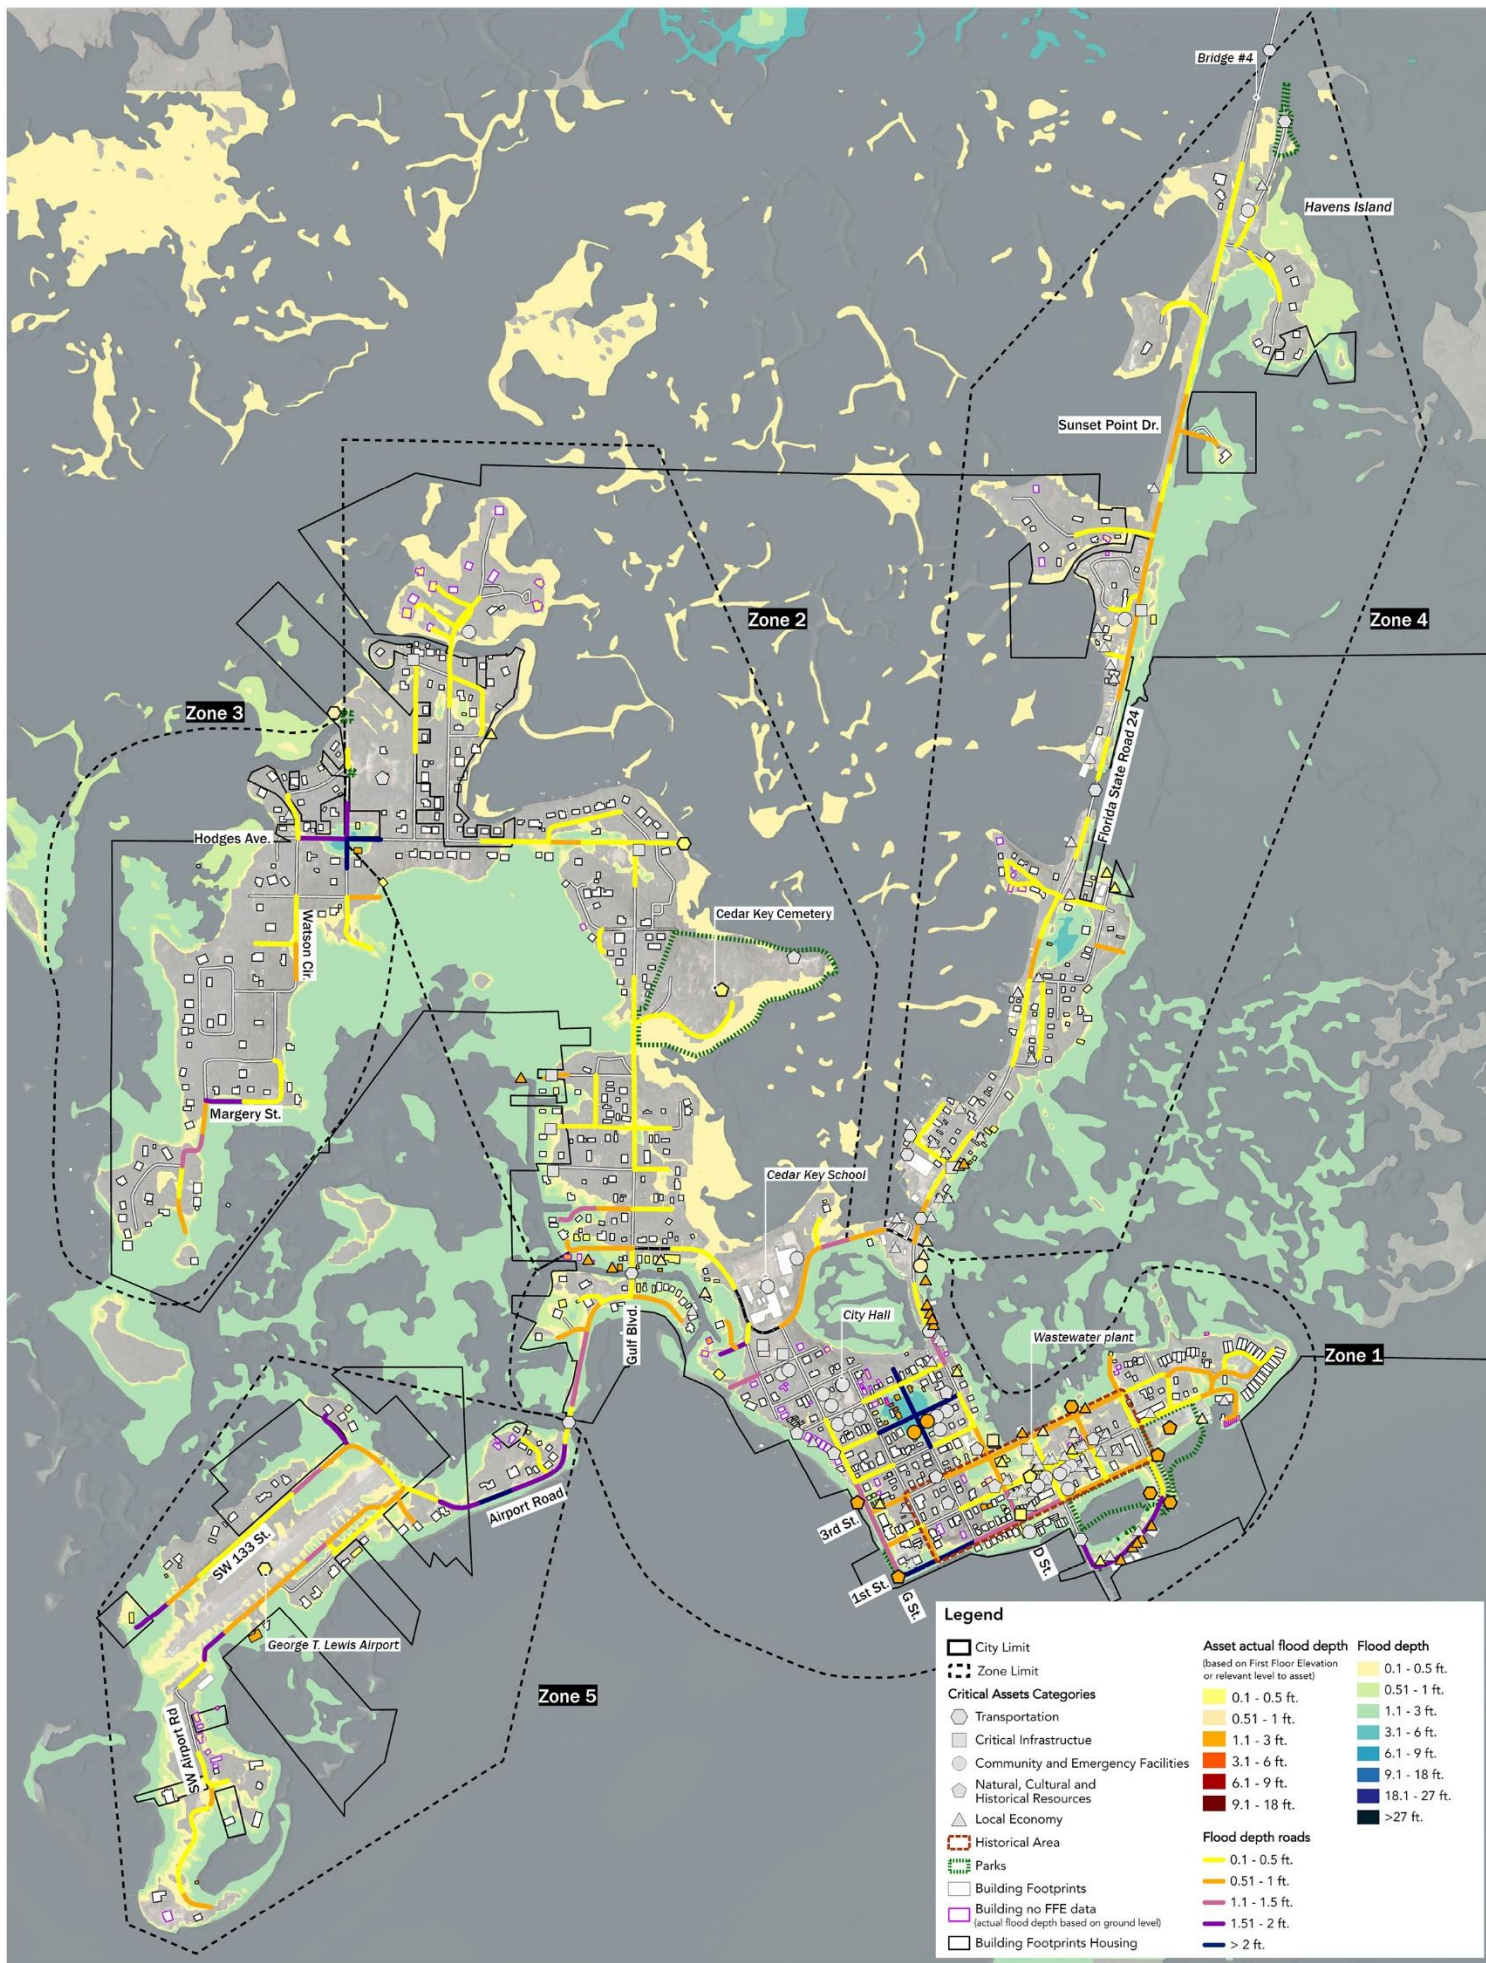 Bridge #4
Havens Island
Sunset Point Dr.
Zone 2
Zone 4
Zone 3
Florida State Road 24
Hodges Ave.
Cedar Key Cemetery
Watson Cir.
Margery St.
Cedar Key School
City Hall
Wastewater plant
Gulf Blvd.
Zone 1
Airport Road
3rd St.
SW 133 St.
D St.
1st St.
G St.
George T. Lewis Airport
Zone 5
SW Airport Rd
Legend
City Limit
Zone Limit
Critical Assets Categories
Transportation
Critical Infrastructue
Community and Emergency Facilities
Natural, Cultural and
Historical Resources
Local Economy
Historical Area
Parks
Building Footprints
Building no FFE data
(actual flood depth based on ground level)
Building Footprints Housing
Asset actual flood depth
(based on First Floor Elevation
or relevant level to asset)
0.1 - 0.5 ft.
0.51 - 1 ft.
1.1 - 3 ft.
3.1 - 6 ft.
6.1 - 9 ft.
9.1 - 18 ft.
Flood depth roads
0.1 - 0.5 ft.
0.51 - 1 ft.
1.1 - 1.5 ft.
1.51 - 2 ft.
> 2 ft.
Flood depth
0.1 - 0.5 ft.
0.51 - 1 ft.
1.1 - 3 ft.
3.1 - 6 ft.
6.1 - 9 ft.
9.1 - 18 ft.
18.1 - 27 ft.
>27 ft.